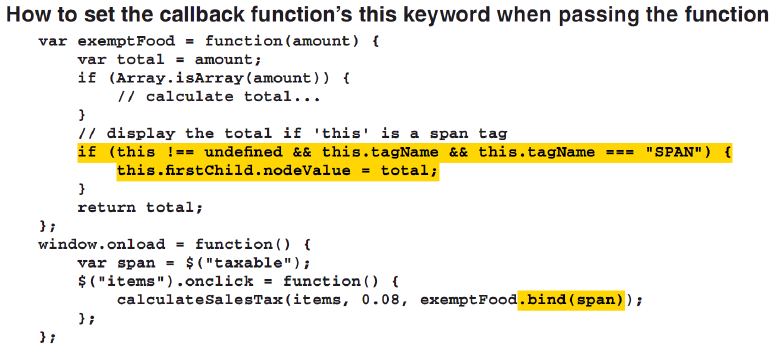 How to set the callback function’s this keyword when passing the function
var exemptFood = function(amount) {
    var total = amount;
    if (Array.isArray(amount)) {
        // calculate total...
    }
    // display the total if 'this' is a span tag
    if (this !== undefined && this.tagName && this.tagName === "SPAN") {
        this.firstChild.nodeValue = total;
    }
    return total;
};
window.onload = function() {
    var span = $("taxable");
    $("items").onclick = function() {
        calculateSalesTax(items, 0.08, exemptFood.bind(span));
    };
};